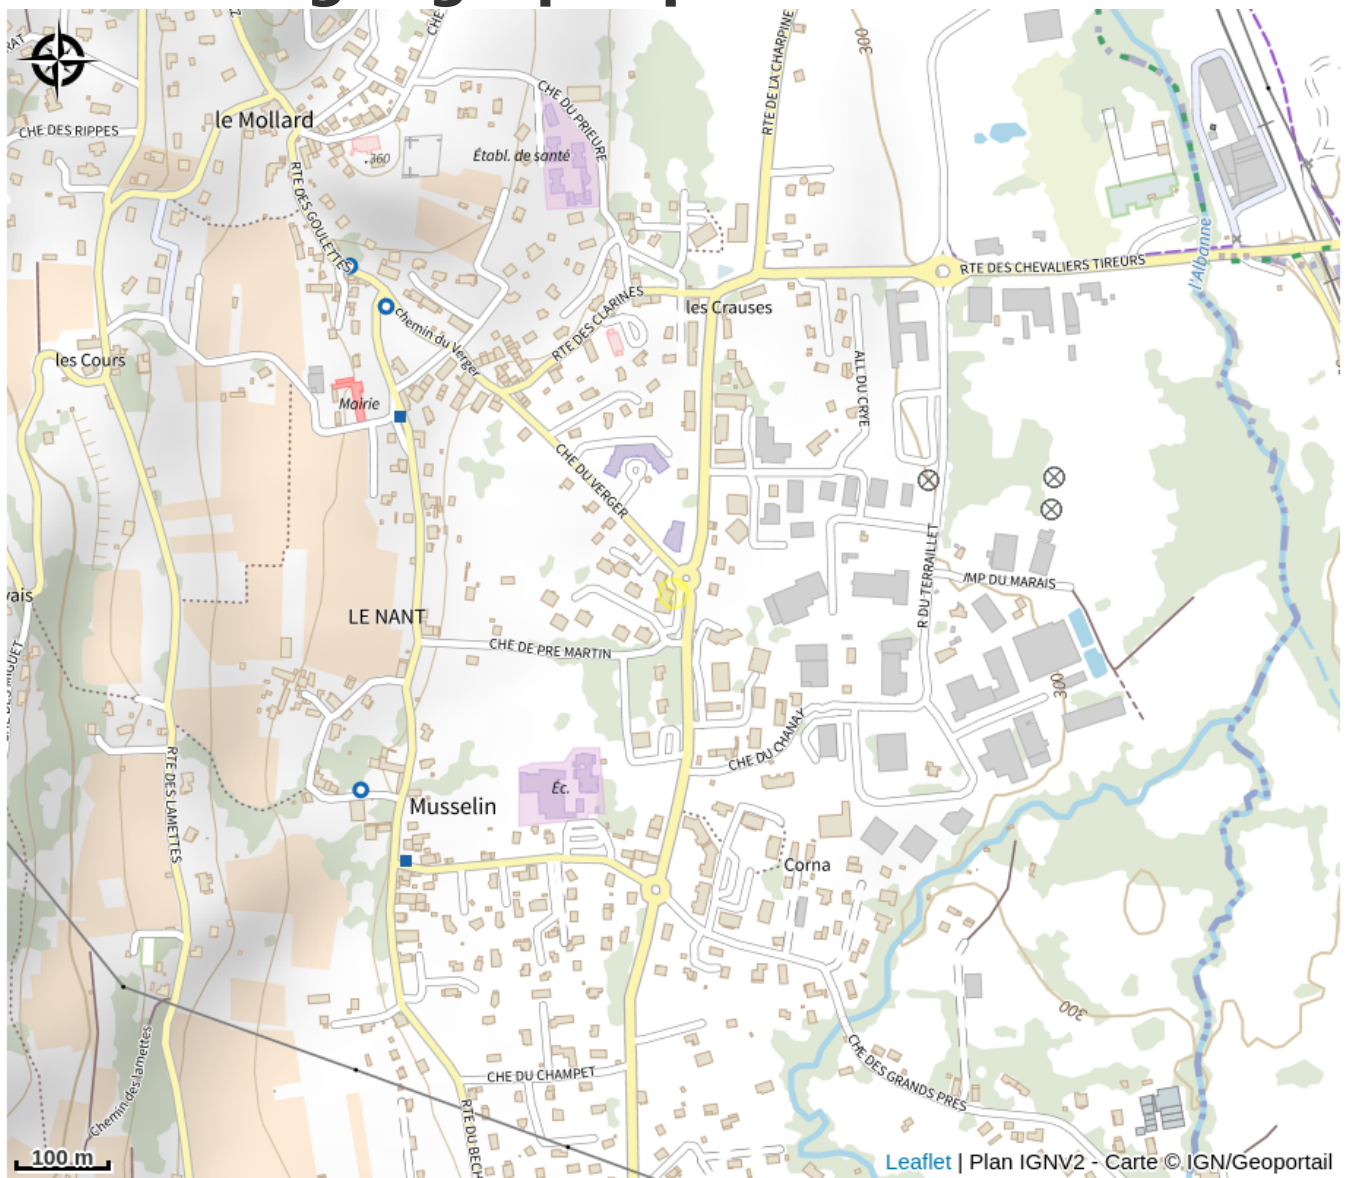 RTE DE LA CHARPINE
300
CHE
le Mollard
CHE DES RIPPES
CHE DU PRIEURE
Établ. de santé
.360
RTE DES GOULETTES
l'Albanne
RTE DES CHEVALIERS TIREURS
RTE DES CLARINES
les Crauses
Chemin du Verger
les Cours
ALL DU CRYE
Mairie
CHE DU VERGER
R DU TERRAILLET
IMP DU MARAIS
vais
LE NANT
CHE DE PRE MARTIN
300
CHE DU CHANAY
RTE DES LAMETTES
Éc.
Musselin
Corna
300
Chemin des lamettes
CHE DES GRANDS PRES
CHE DU CHAMPET
RTE DU BECH
100 m
Leaflet | Plan IGNV2 - Carte © IGN/Geoportail